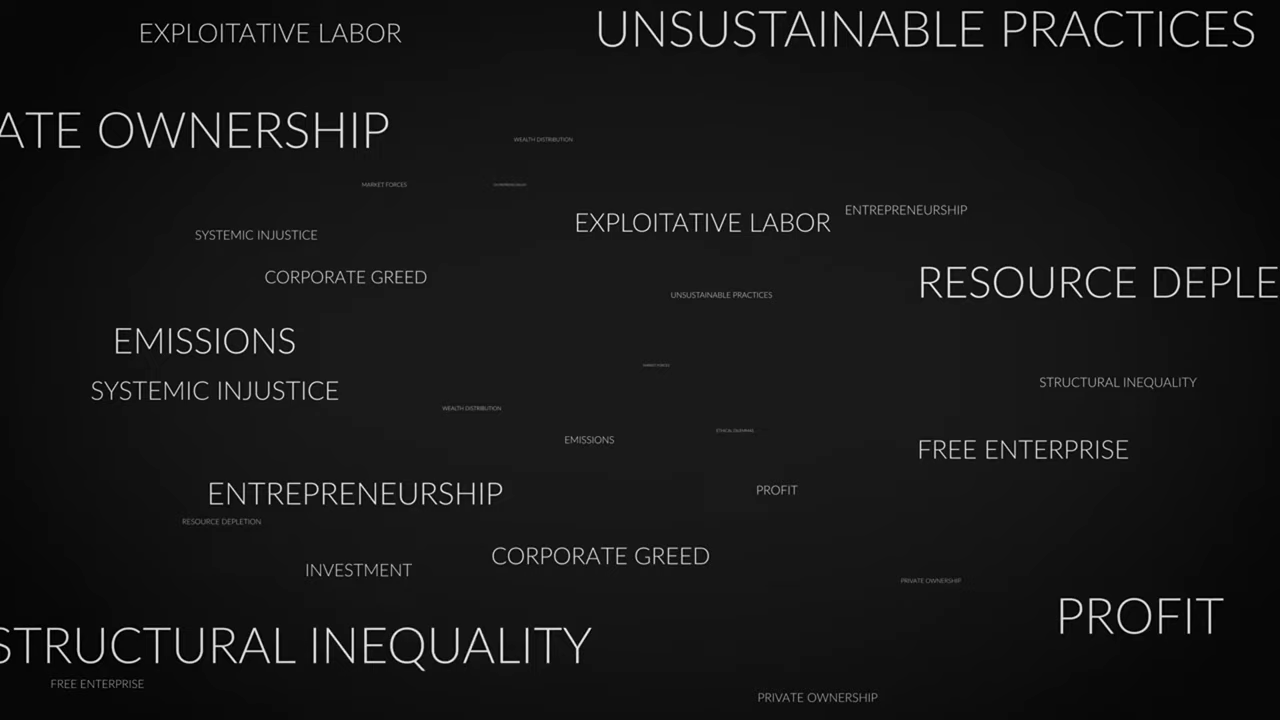 EXPLOITATIVE LABOR
UNSUSTAINABLE PRACTICES
ATE OWNERSHIP
WEALTH DISTRIBUTION
MARKET FORCES
EXPLOITATIVE LABOR
ENTREPRENEURSHIP
SYSTEMIC INJUSTICE
CORPORATE GREED
RESOURCE DEPLE
UNSUSTAINABLE PRACTICES
EMISSIONS
MARKET FORCES
SYSTEMIC INJUSTICE
STRUCTURAL INEQUALITY
WEALTH DISTRIBUTION
EMISSIONS
FREE ENTERPRISE
ENTREPRENEURSHIP
PROFIT
RESOURCE DEPLETION
CORPORATE GREED
INVESTMENT
PRIVATE OWNERSHIP
PROFIT
STRUCTURAL INEQUALITY
FREE ENTERPRISE
PRIVATE OWNERSHIP